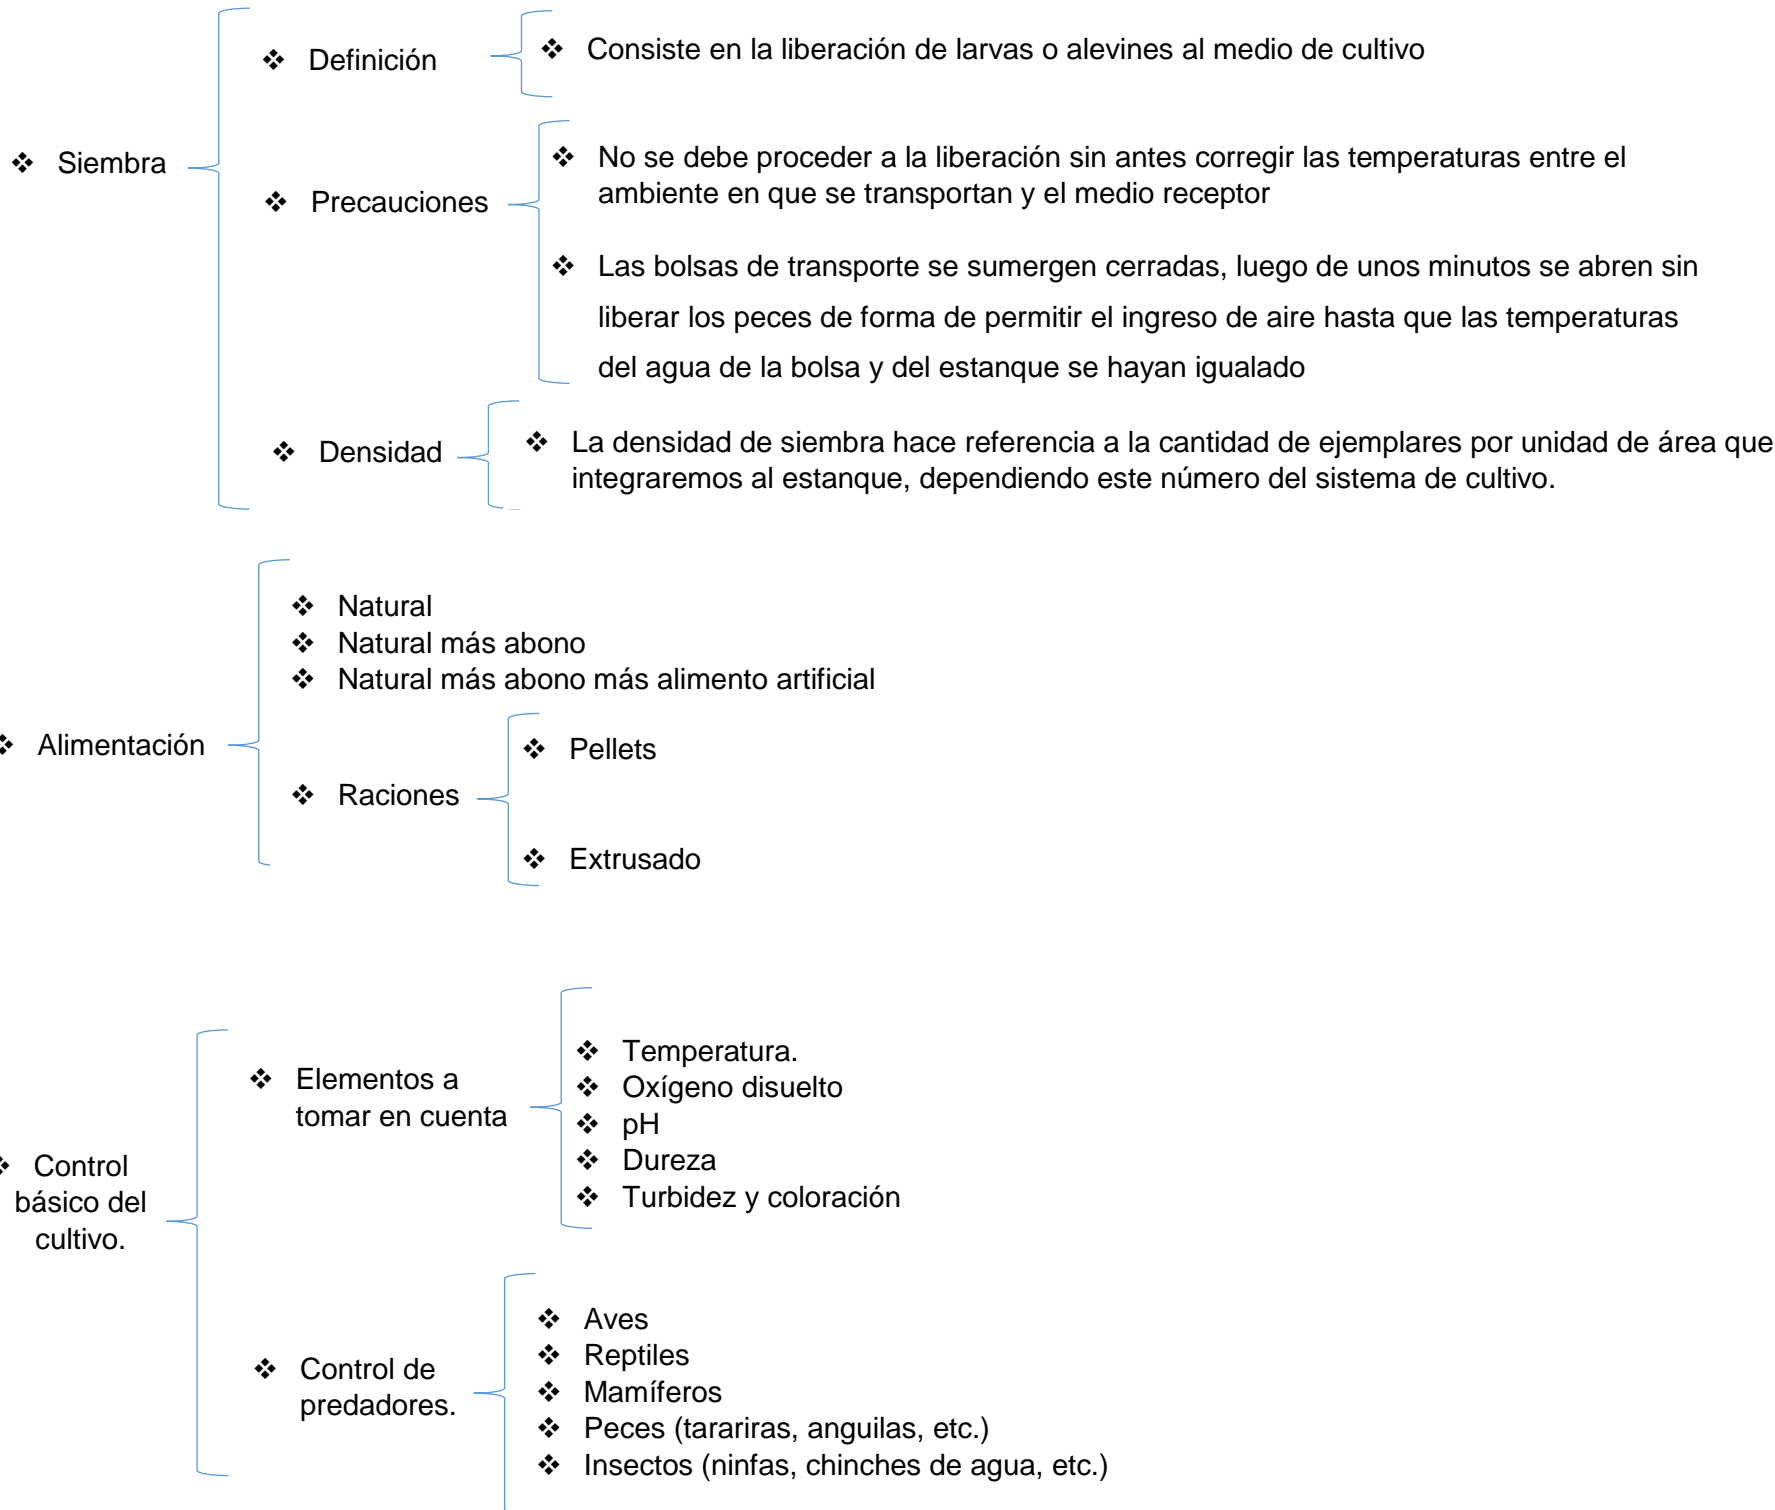 ❖ Definición
❖ Consiste en la liberación de larvas o alevines al medio de cultivo
❖ Siembra
❖ Precauciones
❖ No se debe proceder a la liberación sin antes corregir las temperaturas entre el
ambiente en que se transportan y el medio receptor
❖ Las bolsas de transporte se sumergen cerradas, luego de unos minutos se abren sin
liberar los peces de forma de permitir el ingreso de aire hasta que las temperaturas
del agua de la bolsa y del estanque se hayan igualado
❖ Densidad
❖ La densidad de siembra hace referencia a la cantidad de ejemplares por unidad de área que
integraremos al estanque, dependiendo este número del sistema de cultivo.
❖ Alimentación
❖ Natural
❖ Natural más abono
❖ Natural más abono más alimento artificial
❖ Raciones
❖ Pellets
❖ Extrusado
❖ Control
básico del
cultivo.
❖ Elementos a
tomar en cuenta
❖ Temperatura.
❖ Oxígeno disuelto
❖ pH
❖ Dureza
❖ Turbidez y coloración
❖ Control de
predadores.
❖ Aves
❖ Reptiles
❖ Mamíferos
❖ Peces (tarariras, anguilas, etc.)
❖ Insectos (ninfas, chinches de agua, etc.)